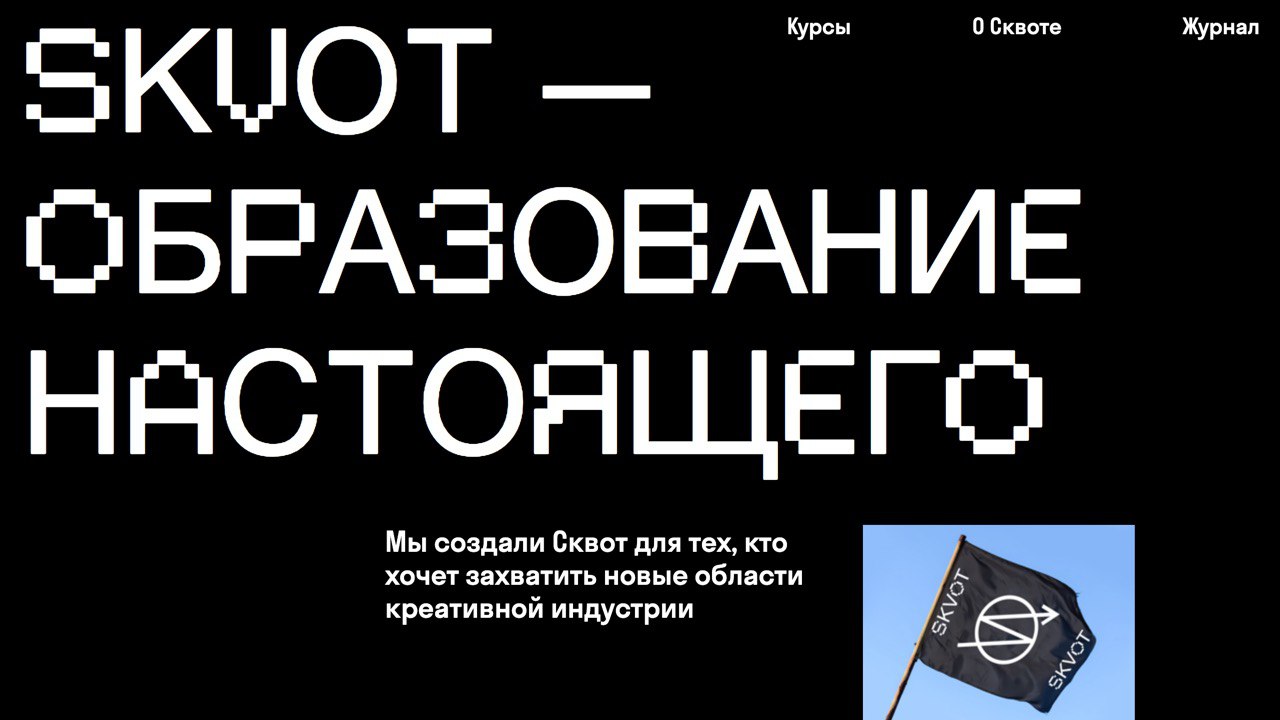 Курсы О Сквоте Журнал
SKVOT —
ОБРАЗОВАНИЕ
НАСТОЯЩЕГО
Мы создали Сквот для тех, кто
хочет захватить новые области
креативной индустрии
SKVOT
SKVOT